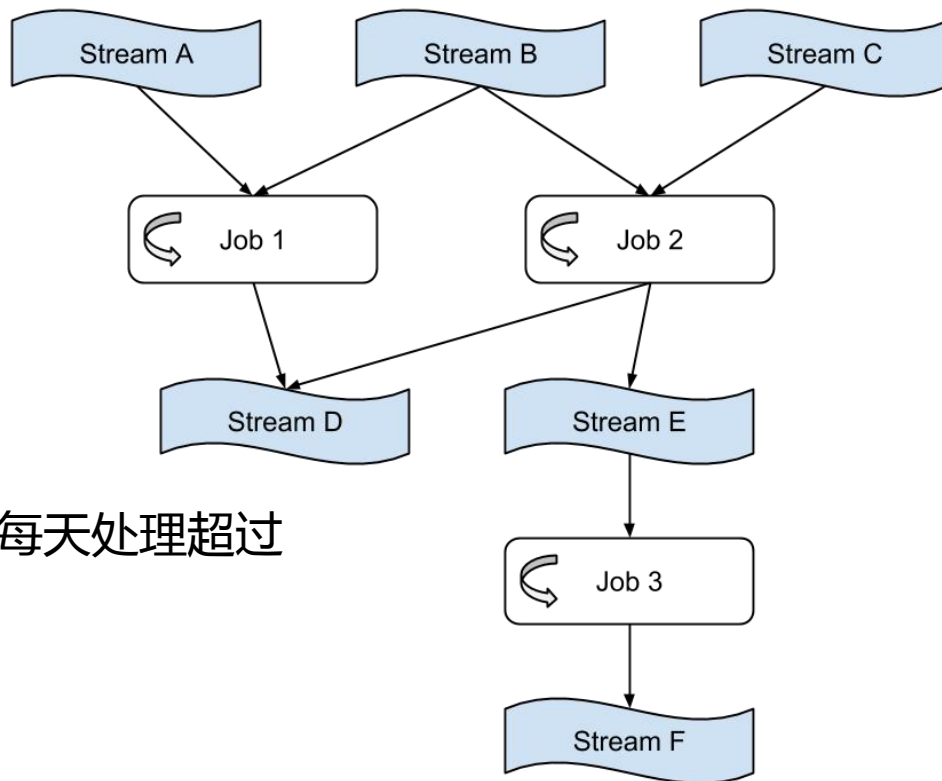 Stream A
Stream B
Stream C
Job 1
Job 2
Stream D
Stream E
每天处理超过
Job 3
Stream F